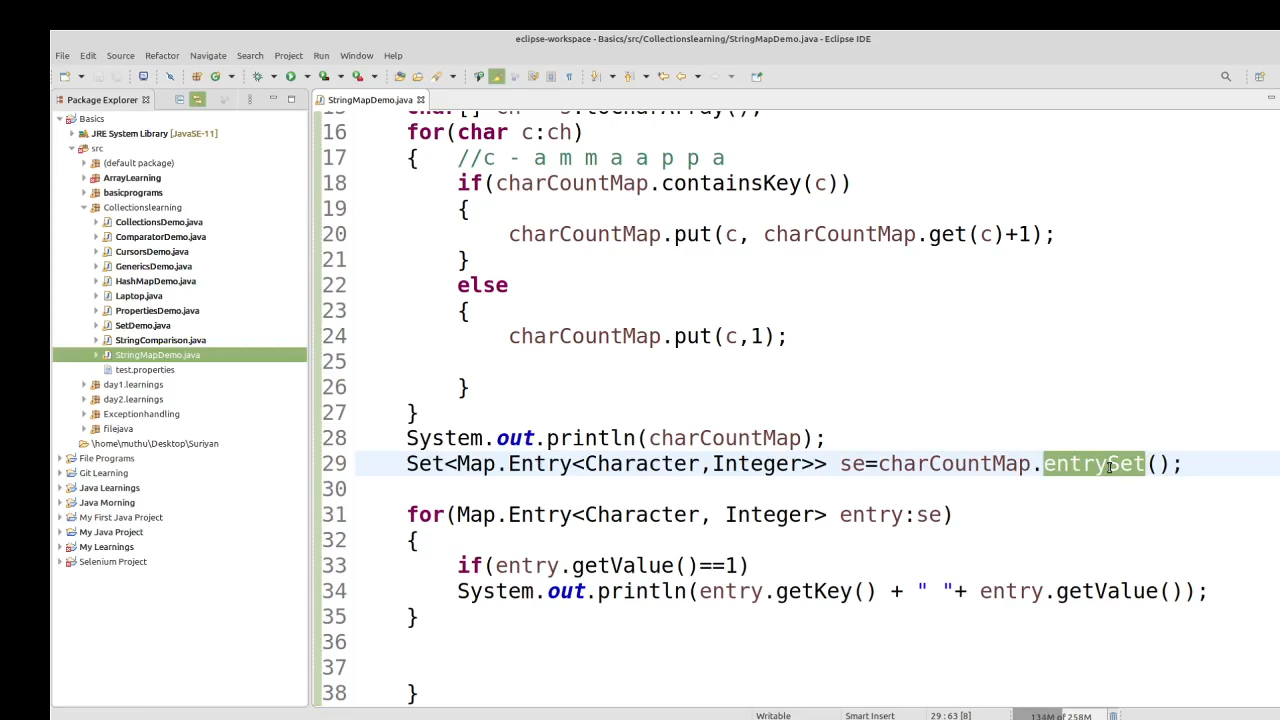 eclipse-workspace - Basics/src/Collectionslearning/StringMapDemo.java - Eclipse IDE
File Edit Source Refactor Navigate Search Project Run Window Help
Package Explorer
StringMapDemo.java
Basics
JRE System Library [JavaSE-11]
src
(default package)
ArrayLearning
basicprograms
Collectionslearning
CollectionsDemo.java
ComparatorDemo.java
CursorsDemo.java
GenericsDemo.java
HashMapDemo.java
Laptop.java
PropertiesDemo.java
SetDemo.java
StringComparison.java
StringMapDemo.java
test.properties
day1.learnings
day2.learnings
Exceptionhandling
filejava
\home\muthu\Desktop\Suriyan
File Programs
Git Learning
Java Learnings
Java Morning
My First Java Project
My Java Project
My Learnings
Selenium Project
16 for(char c:ch)
17 { //c - a m m a a p p a
18 if(charCountMap.containsKey(c))
19 {
20 charCountMap.put(c, charCountMap.get(c)+1);
21 }
22 else
23 {
24 charCountMap.put(c,1);
25
26 }
27 }
28 System.out.println(charCountMap);
29 Set<Map.Entry<Character,Integer>> se=charCountMap.entrySet();
30
31 for(Map.Entry<Character, Integer> entry:se)
32 {
33 if(entry.getValue()==1)
34 System.out.println(entry.getKey() + " "+ entry.getValue());
35 }
36
37
38 }
Writable Smart Insert 29 : 63 [8] 134M of 258M